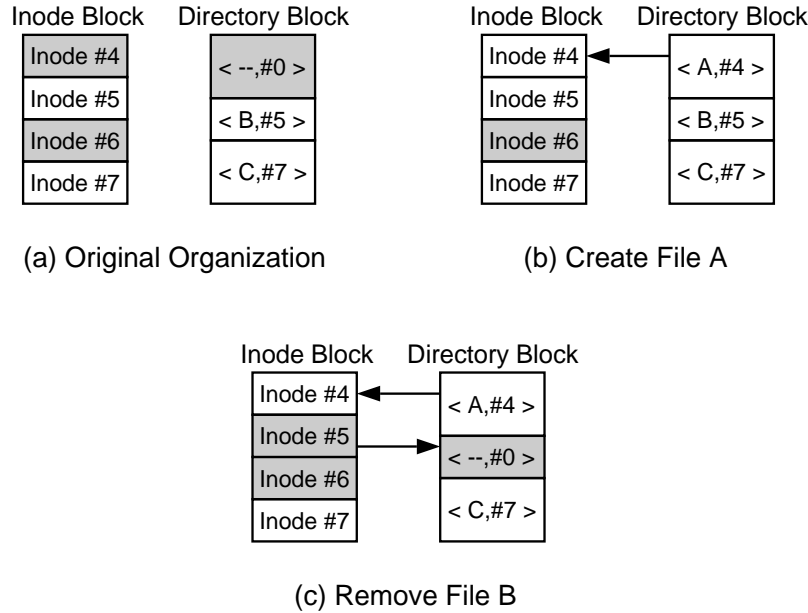 Inode Block
Inode #4
Inode #5
Inode #6
Inode #7
Directory Block
< --,#0 >
< B,#5 >
< C,#7 >
(a) Original Organization
Inode Block
Inode #4
Inode #5
Inode #6
Inode #7
Directory Block
< A,#4 >
< B,#5 >
< C,#7 >
(b) Create File A
Inode Block
Inode #4
Inode #5
Inode #6
Inode #7
Directory Block
< A,#4 >
< --,#0 >
< C,#7 >
(c) Remove File B